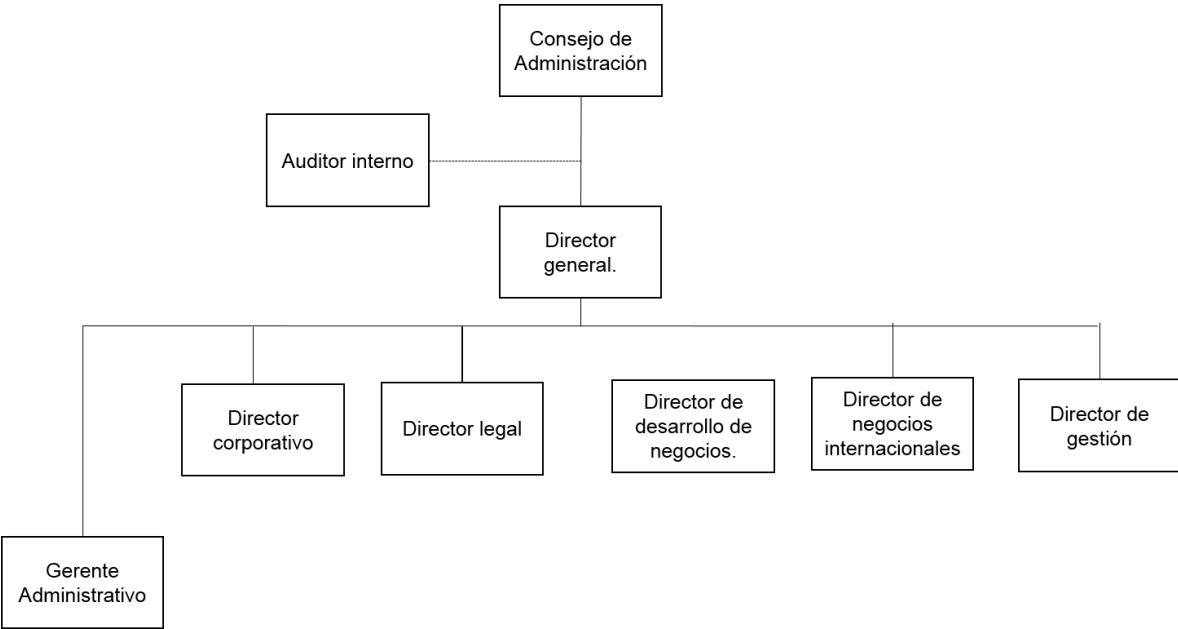 Consejo de
Administración
Auditor interno
Director
general.
Director
corporativo
Director legal
Director de
desarrollo de
negocios.
Director de
negocios
internacionales
Director de
gestión
Gerente
Administrativo